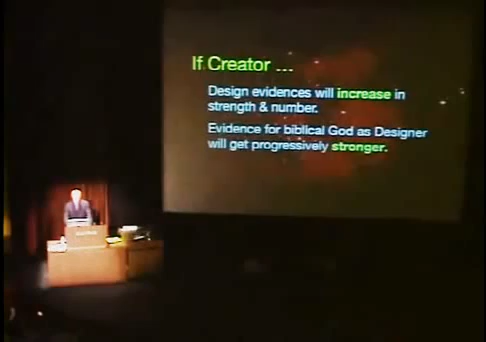 If Creator ...
Design evidences will increase in
strength & number.
Evidence for biblical God as Designer
will get progressively stronger.